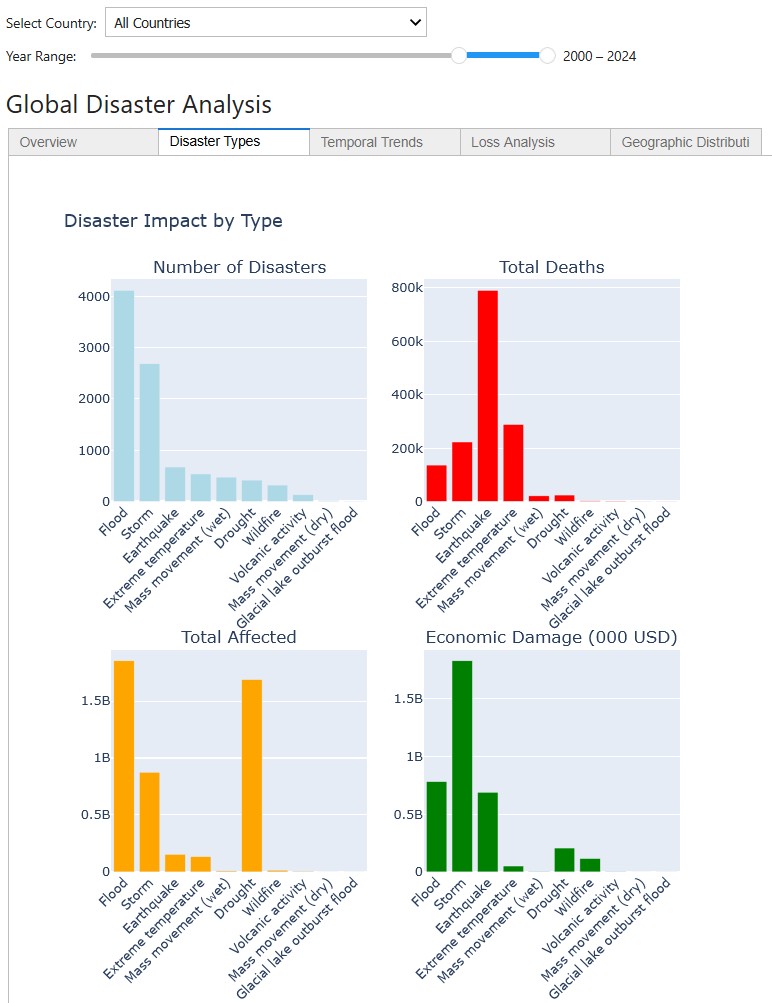 Select Country: All Countries
Year Range: 2000 – 2024
Global Disaster Analysis
Overview Disaster Types Temporal Trends Loss Analysis Geographic Distributi
Disaster Impact by Type
Number of Disasters
4000
3000
2000
1000
0
Flood
Storm
Earthquake
Extreme temperature
Mass movement (wet)
Drought
Wildfire
Volcanic activity
Mass movement (dry)
Glacial lake outburst flood
Total Deaths
800k
600k
400k
200k
0
Flood
Storm
Earthquake
Extreme temperature
Mass movement (wet)
Drought
Wildfire
Volcanic activity
Mass movement (dry)
Glacial lake outburst flood
Total Affected
1.5B
1B
0.5B
0
Flood
Storm
Earthquake
Extreme temperature
Mass movement (wet)
Drought
Wildfire
Volcanic activity
Mass movement (dry)
Glacial lake outburst flood
Economic Damage (000 USD)
1.5B
1B
0.5B
0
Flood
Storm
Earthquake
Extreme temperature
Mass movement (wet)
Drought
Wildfire
Volcanic activity
Mass movement (dry)
Glacial lake outburst flood